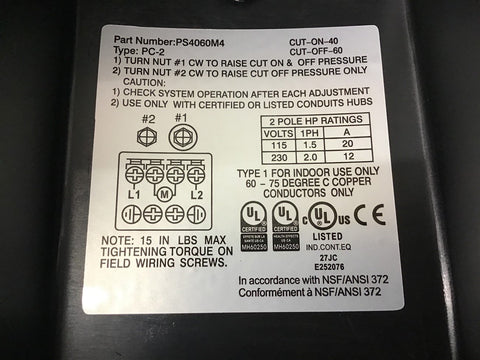 Part Number:PS4060M4 CUT-ON-40
Type: PC-2 CUT-OFF-60
1) TURN NUT #1 CW TO RAISE CUT ON & OFF PRESSURE
1) TURN NUT #2 CW TO RAISE CUT OFF PRESSURE ONLY
CAUTION:
1) CHECK SYSTEM OPERATION AFTER EACH ADJUSTMENT
2) USE ONLY WITH CERTIFIED OR LISTED CONDUITS HUBS
#2 #1
2 POLE HP RATINGS
VOLTS 1PH A
115 1.5 20
230 2.0 12
L1 M L2
TYPE 1 FOR INDOOR USE ONLY
60 - 75 DEGREE C COPPER
CONDUCTORS ONLY
UL UL C UL US CE
CERTIFIED CERTIFIED LISTED
MH60250 MH60250 IND.CONT.EQ
27JC
E252076
NOTE: 15 IN LBS MAX
TIGHTENING TORQUE ON
FIELD WIRING SCREWS.
In accordance with NSF/ANSI 372
Conformément à NSF/ANSI 372